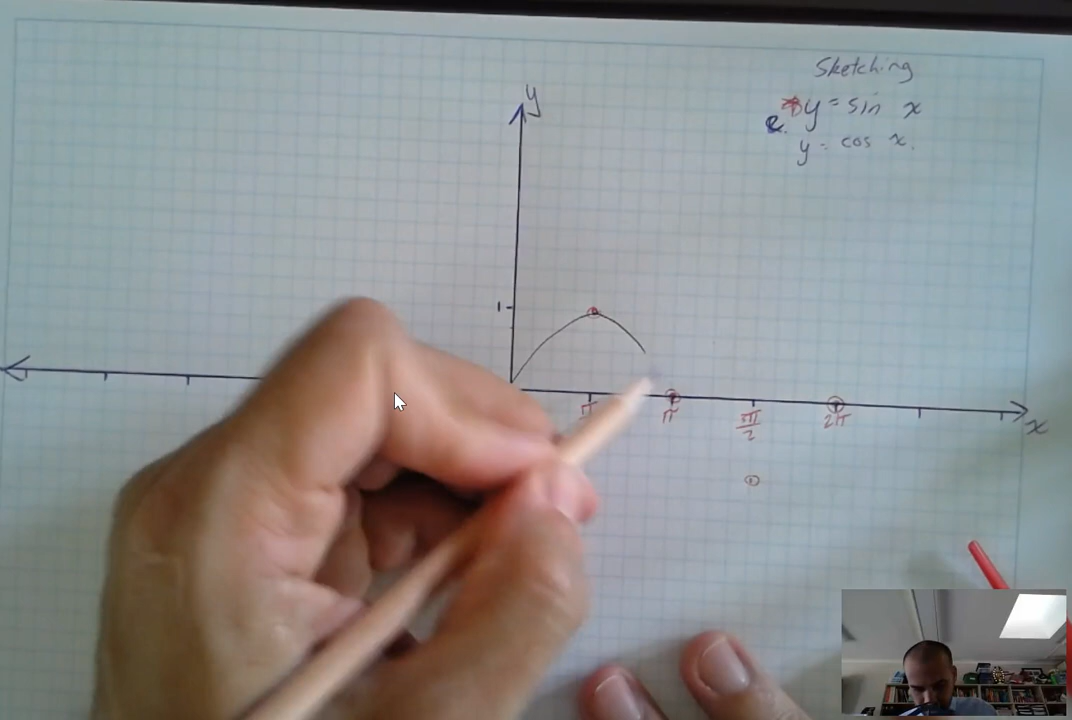 Sketching
y = sin x
y = cos x.
y
1
π
π
3π
2
2π
x